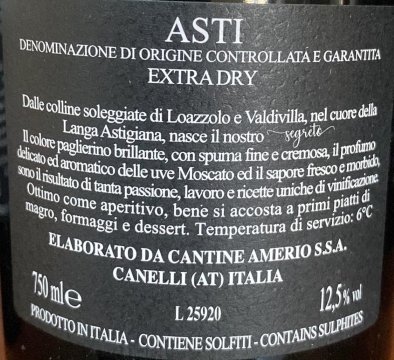 ASTI
DENOMINAZIONE DI ORIGINE CONTROLLATA E GARANTITA
EXTRA DRY
Dalle colline soleggiate di Loazzolo e Valdivilla, nel cuore della
Langa Astigiana, nasce il nostro segreto
Il colore paglierino brillante, con spuma fine e cremosa, il profumo
delicato ed aromatico delle uve Moscato ed il sapore fresco e morbido,
sono il risultato di tanta passione, lavoro e ricette uniche di vinificazione.
Ottimo come aperitivo, bene si accosta a primi piatti di
magro, formaggi e dessert. Temperatura di servizio: 6°C
ELABORATO DA CANTINE AMERIO S.S.A.
CANELLI (AT) ITALIA
750 ml e
L 25920
12,5% vol
PRODOTTO IN ITALIA - CONTIENE SOLFITI - CONTAINS SULPHITES